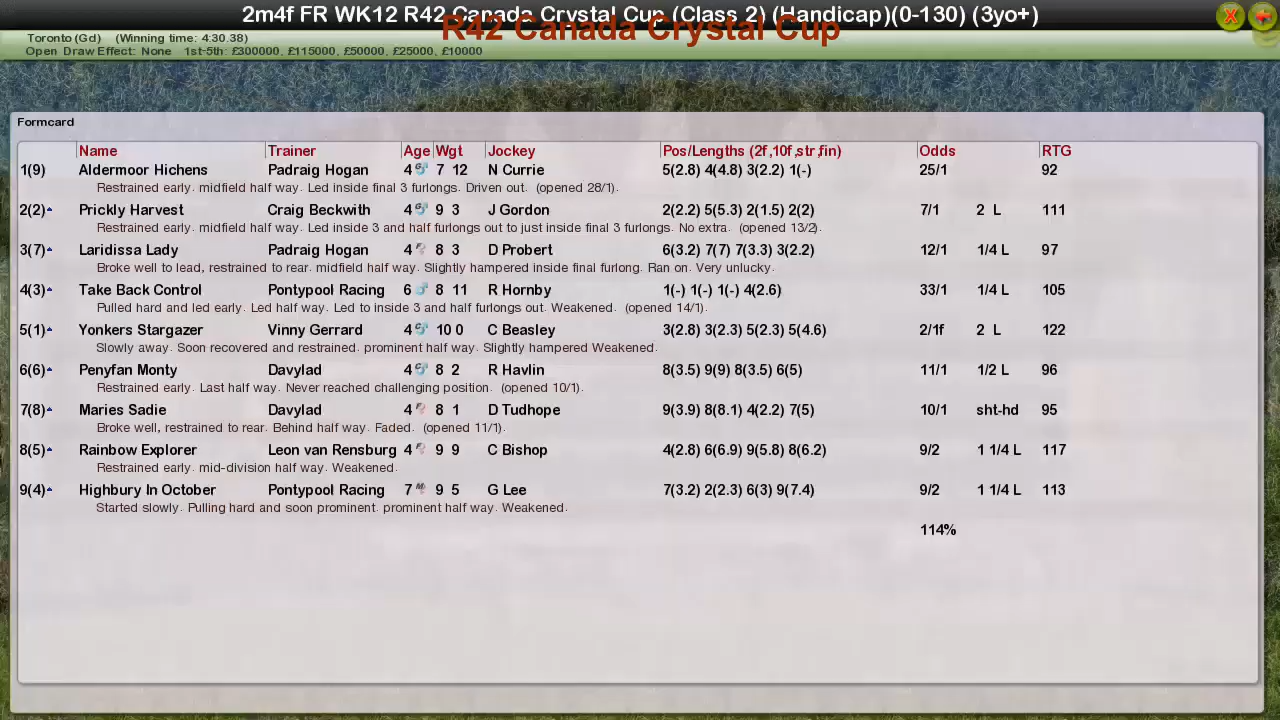 2m4f FR WK12 R42 Canada Crystal Cup (Class 2) (Handicap)(0-130) (3yo+)
R42 Canada Crystal Cup
Toronto(Gd) (Winning time: 4:30.38)
Open Draw Effect: None 1st-5th: £300000, £115000, £50000, £25000, £10000
X
Formcard
Name Trainer Age Wgt Jockey Pos/Lengths (2f,10f,str,fin) Odds RTG
1(9) Aldermoor Hichens Padraig Hogan 4 7 12 N Currie 5(2.8) 4(4.8) 3(2.2) 1(-) 25/1 92
Restrained early. midfield half way. Led inside final 3 furlongs. Driven out. (opened 28/1).
2(2) Prickly Harvest Craig Beckwith 4 9 3 J Gordon 2(2.2) 5(5.3) 2(1.5) 2(2) 7/1 2 L 111
Restrained early. midfield half way. Led inside 3 and half furlongs out to just inside final 3 furlongs. No extra. (opened 13/2).
3(7) Laridissa Lady Padraig Hogan 4 8 3 D Probert 6(3.2) 7(7) 7(3.3) 3(2.2) 12/1 1/4 L 97
Broke well to lead, restrained to rear. midfield half way. Slightly hampered inside final furlong. Ran on. Very unlucky.
4(3) Take Back Control Pontypool Racing 6 8 11 R Hornby 1(-) 1(-) 1(-) 4(2.6) 33/1 1/4 L 105
Pulled hard and led early. Led half way. Led to inside 3 and half furlongs out. Weakened. (opened 14/1).
5(1) Yonkers Stargazer Vinny Gerrard 4 10 0 C Beasley 3(2.8) 3(2.3) 5(2.3) 5(4.6) 2/1f 2 L 122
Slowly away. Soon recovered and restrained. prominent half way. Slightly hampered Weakened.
6(6) Penyfan Monty Davylad 4 8 2 R Havlin 8(3.5) 9(9) 8(3.5) 6(5) 11/1 1/2 L 96
Restrained early. Last half way. Never reached challenging position. (opened 10/1).
7(8) Maries Sadie Davylad 4 8 1 D Tudhope 9(3.9) 8(8.1) 4(2.2) 7(5) 10/1 sht-hd 95
Broke well, restrained to rear. Behind half way. Faded. (opened 11/1).
8(5) Rainbow Explorer Leon van Rensburg 4 9 9 C Bishop 4(2.8) 6(6.9) 9(5.8) 8(6.2) 9/2 1 1/4 L 117
Restrained early. mid-division half way. Weakened.
9(4) Highbury In October Pontypool Racing 7 9 5 G Lee 7(3.2) 2(2.3) 6(3) 9(7.4) 9/2 1 1/4 L 113
Started slowly. Pulling hard and soon prominent. prominent half way. Weakened.
114%